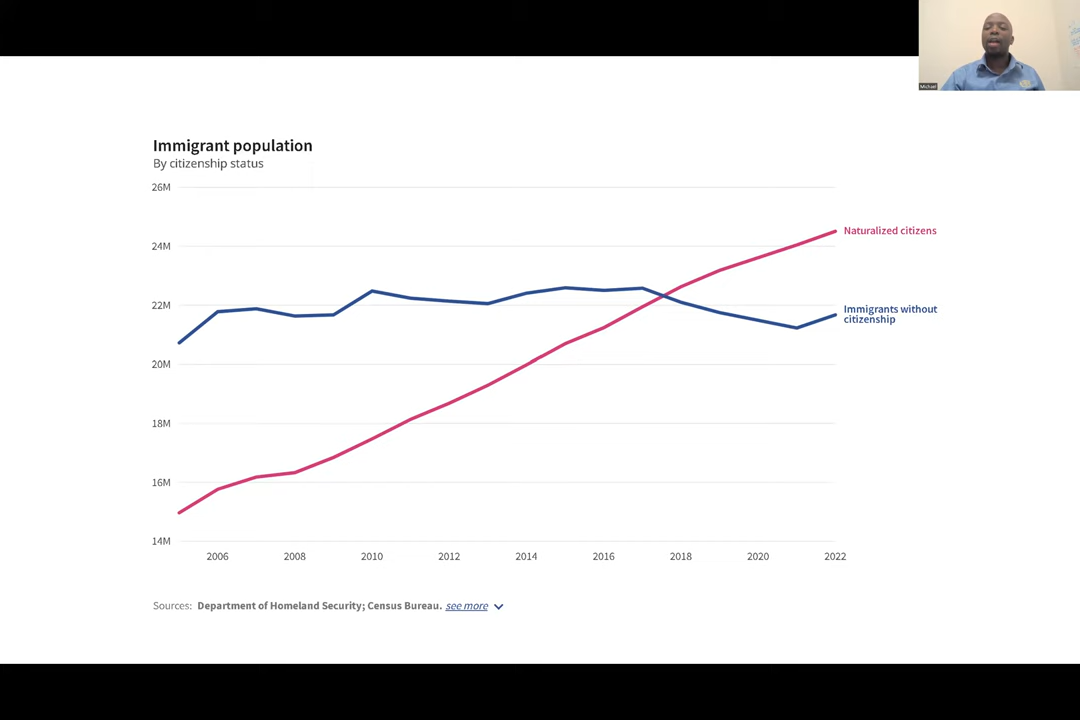 Michael
Immigrant population
By citizenship status
26M
24M
22M
20M
18M
16M
14M
Naturalized citizens
Immigrants without
citizenship
2006 2008 2010 2012 2014 2016 2018 2020 2022
Sources: Department of Homeland Security; Census Bureau. see more